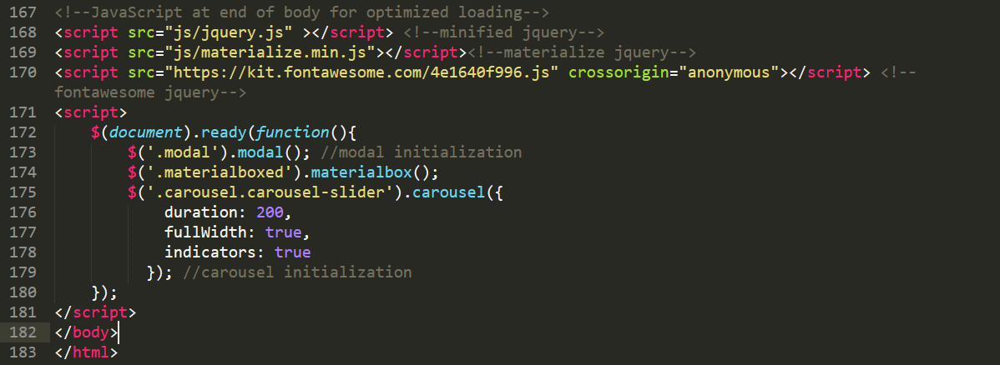 167 <!--JavaScript at end of body for optimized loading-->
168 <script src="js/jquery.js" ></script> <!--minified jquery-->
169 <script src="js/materialize.min.js"></script><!--materialize jquery-->
170 <script src="https://kit.fontawesome.com/4e1640f996.js" crossorigin="anonymous"></script> <!--
fontawesome jquery-->
171 <script>
172     $(document).ready(function(){
173         $('.modal').modal(); //modal initialization
174         $('.materialboxed').materialbox();
175         $('.carousel.carousel-slider').carousel({
176             duration: 200,
177             fullWidth: true,
178             indicators: true
179           }); //carousel initialization
180     });
181 </script>
182 </body>
183 </html>